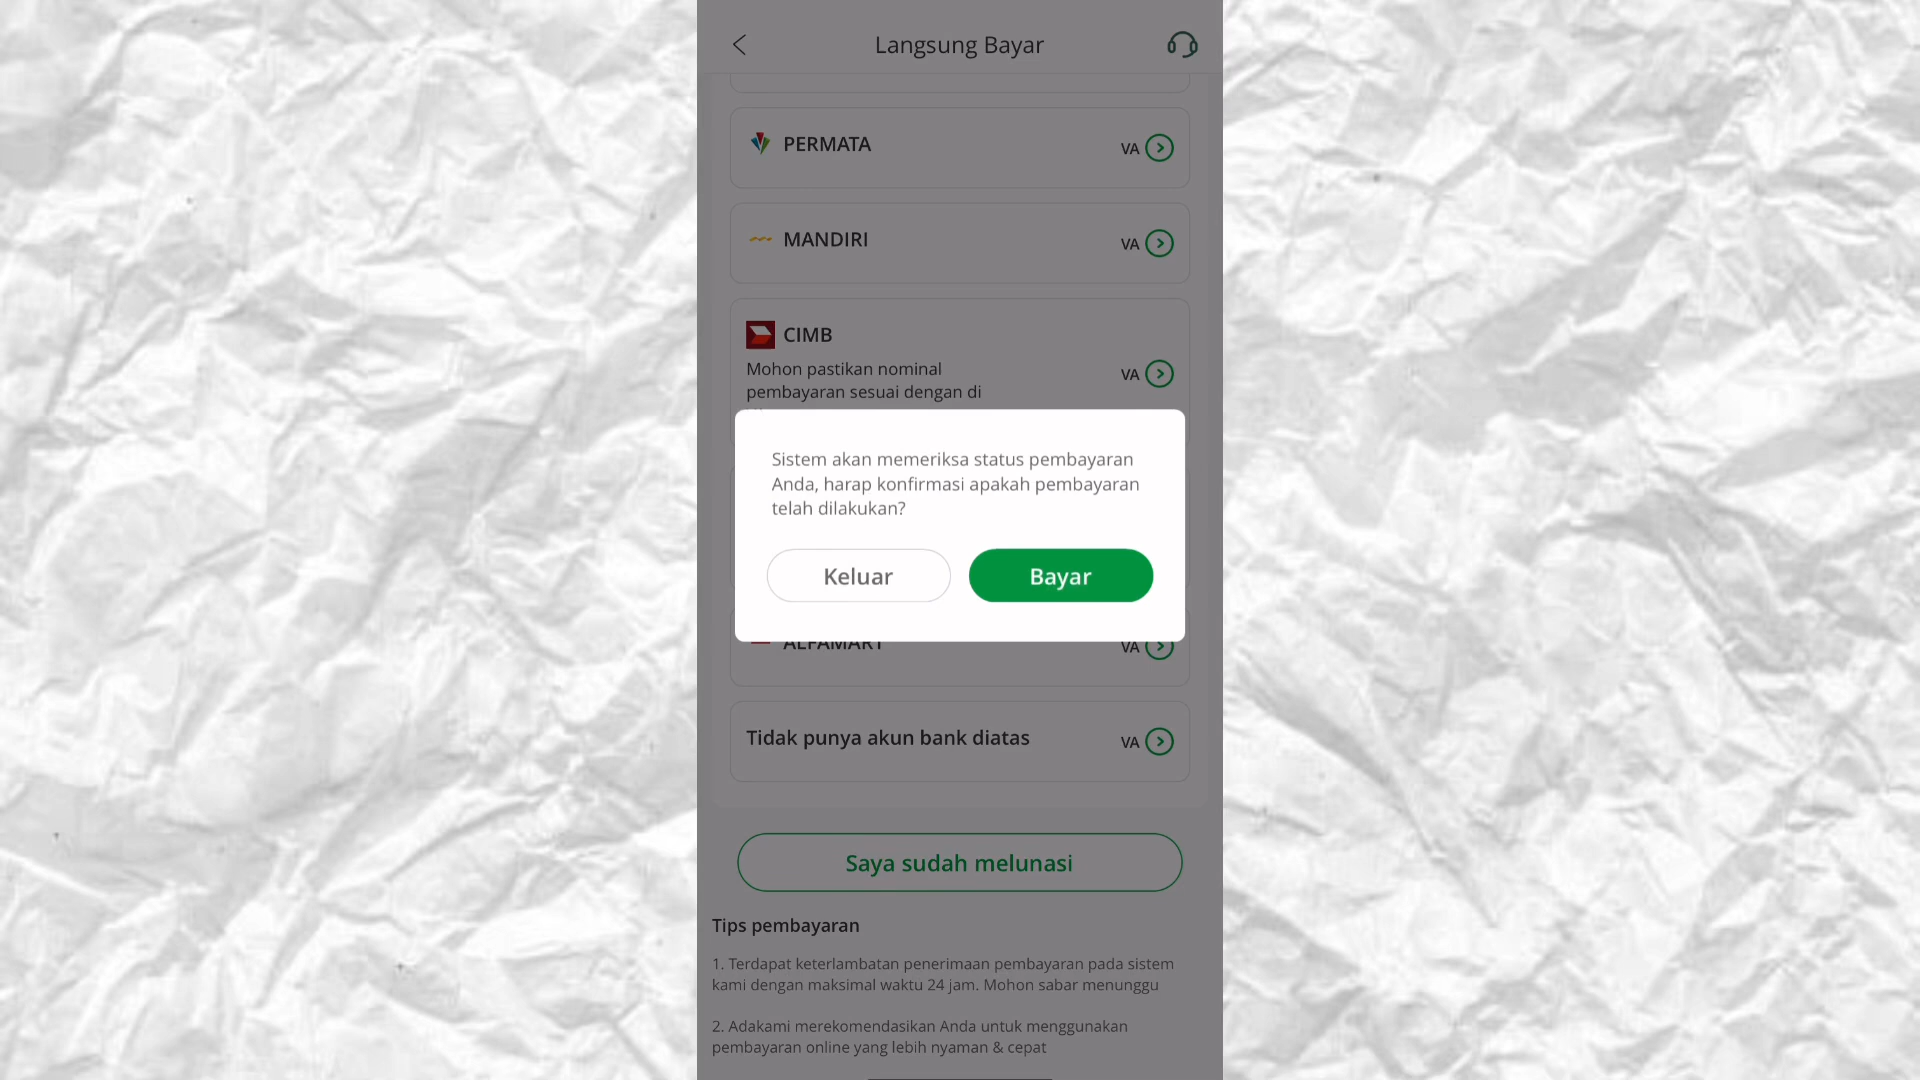 Langsung Bayar
PERMATA
VA
MANDIRI
VA
CIMB
Mohon pastikan nominal
pembayaran sesuai dengan di
VA
Sistem akan memeriksa status pembayaran
Anda, harap konfirmasi apakah pembayaran
telah dilakukan?
Keluar
Bayar
ALFAMART
VA
Tidak punya akun bank diatas
VA
Saya sudah melunasi
Tips pembayaran
1. Terdapat keterlambatan penerimaan pembayaran pada sistem
kami dengan maksimal waktu 24 jam. Mohon sabar menunggu
2. Adakami merekomendasikan Anda untuk menggunakan
pembayaran online yang lebih nyaman & cepat